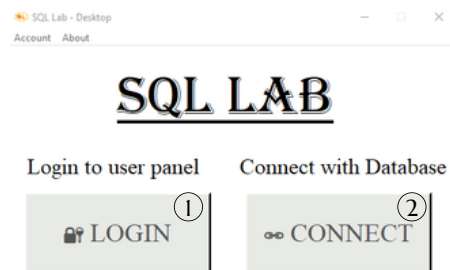 SQL Lab - Desktop
Account About
SQL LAB
Login to user panel Connect with Database
1 2
LOGIN CONNECT